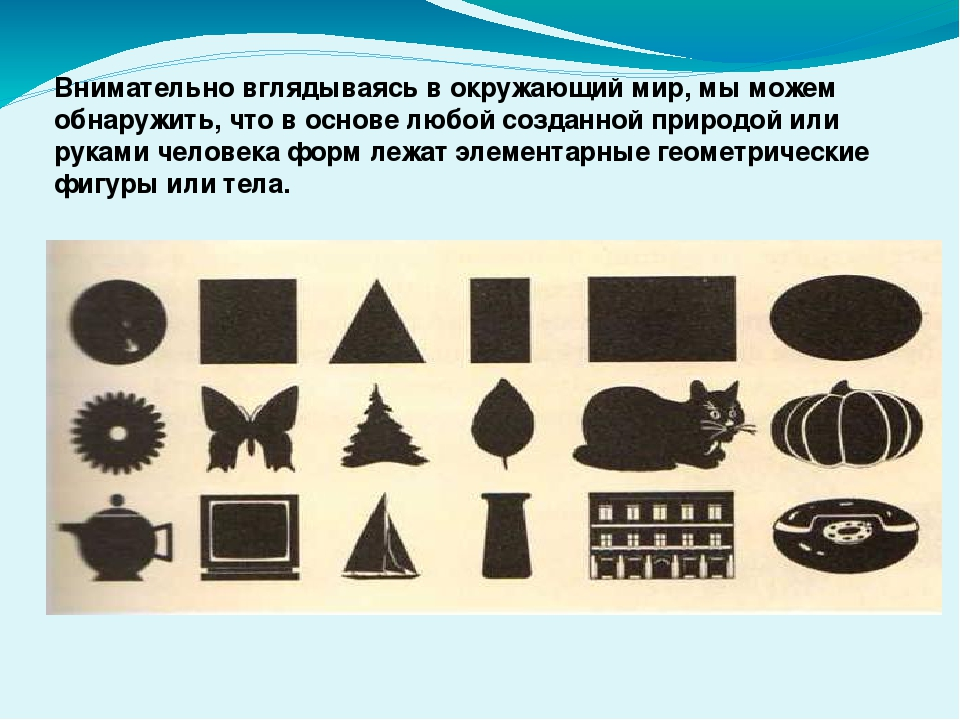 Внимательно вглядываясь в окружающий мир, мы можем
обнаружить, что в основе любой созданной природой или
руками человека форм лежат элементарные геометрические
фигуры или тела.